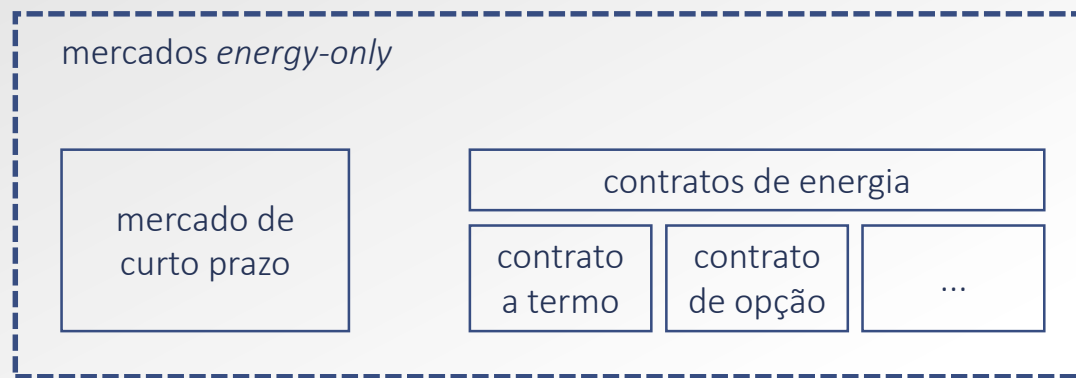 mercados energy-only
mercado de
curto prazo
contratos de energia
contrato
a termo
contrato
de opção
...